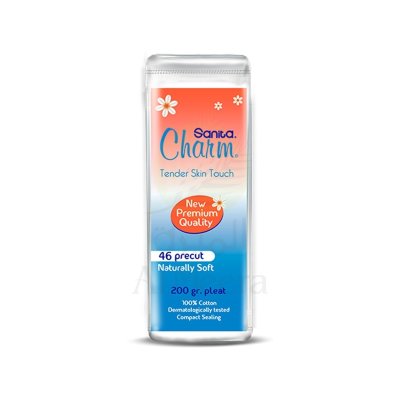 Sanita.
Charm
Tender Skin Touch
New
Premium
Quality
46 precut
Naturally Soft
200 gr. pleat
100% Cotton
Dermatologically tested
Compact Sealing